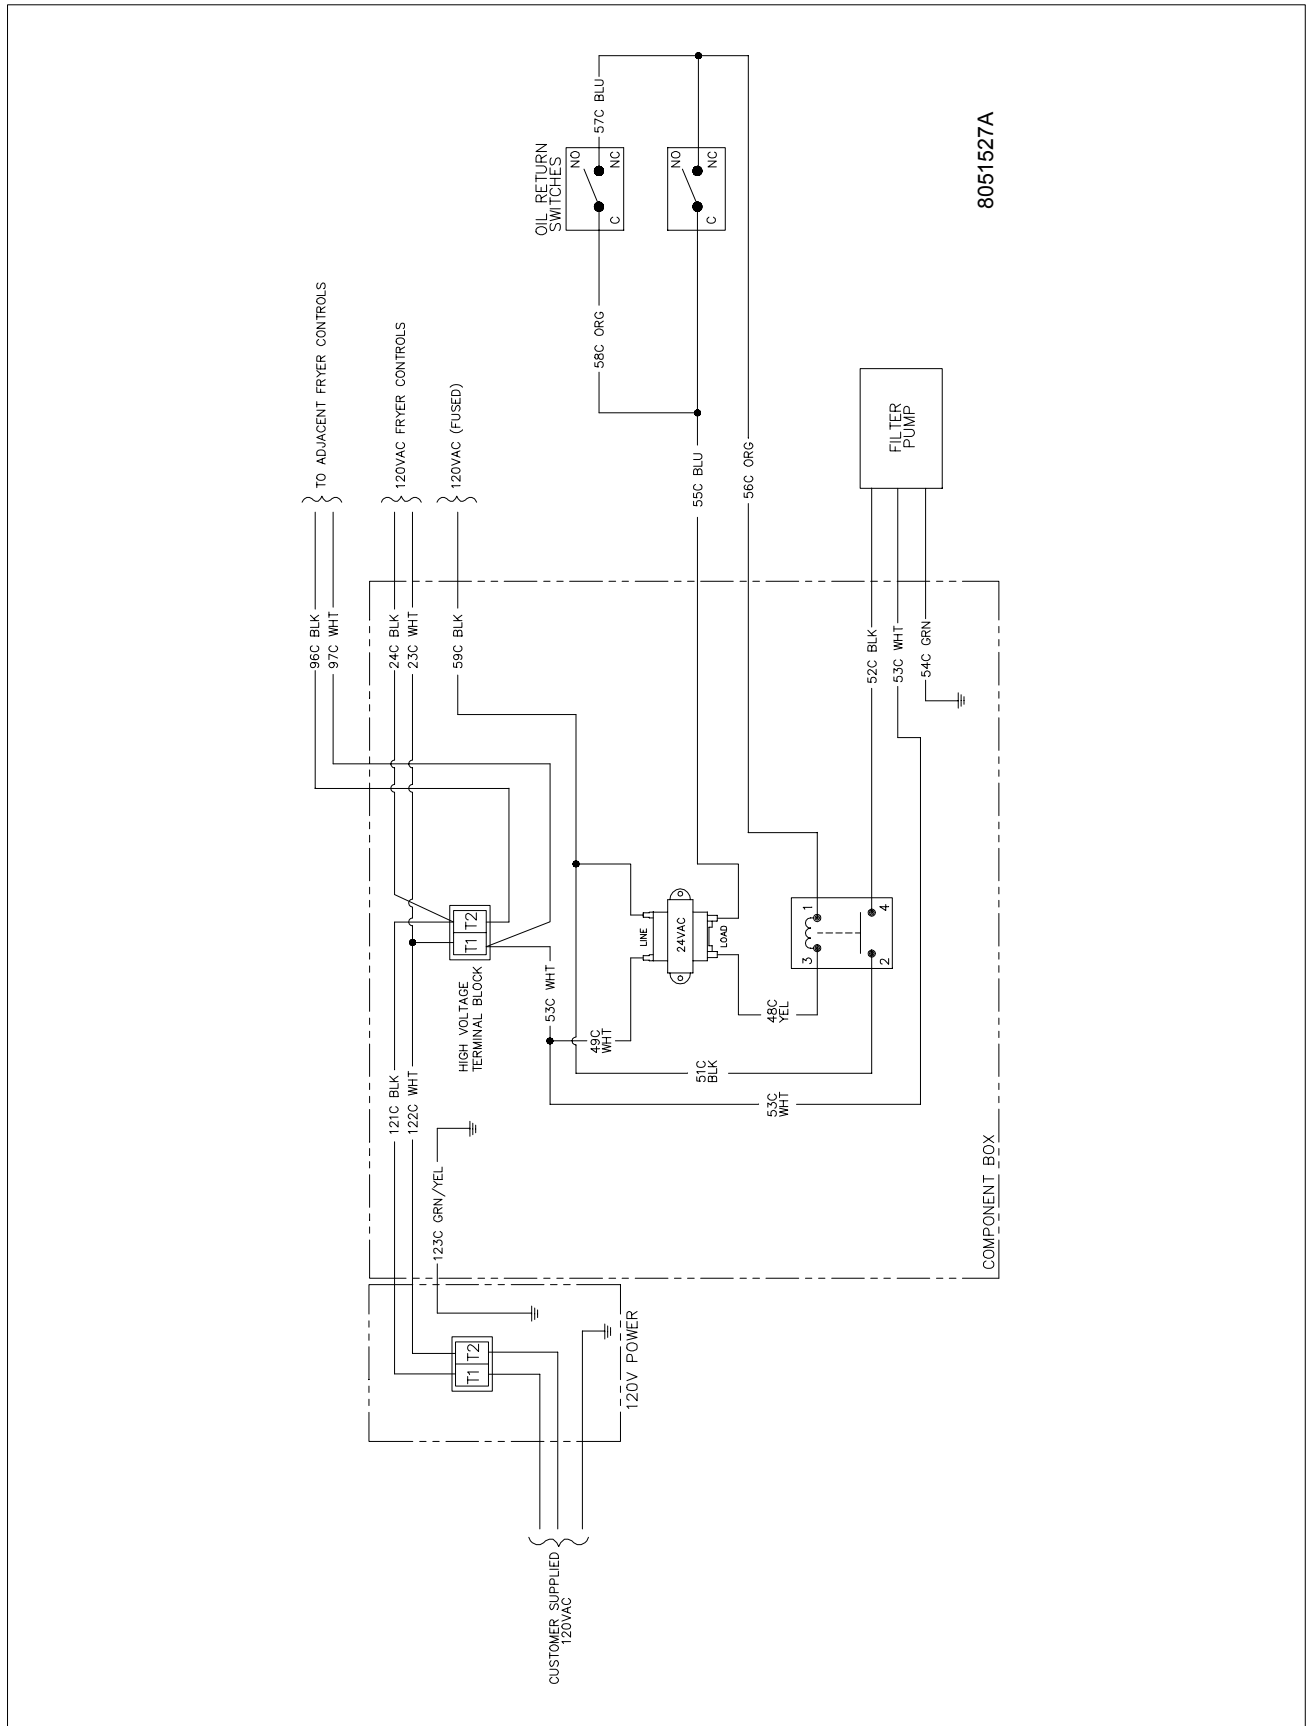 8051527A
OIL RETURN
SWITCHES
57C BLU
NO
NC
C
NO
NC
C
58C ORG
TO ADJACENT FRYER CONTROLS
120VAC FRYER CONTROLS
120VAC (FUSED)
55C BLU
56C ORG
FILTER
PUMP
96C BLK
97C WHT
24C BLK
23C WHT
59C BLK
52C BLK
53C WHT
54C GRN
T1 T2
HIGH VOLTAGE
TERMINAL BLOCK
LINE
24VAC
LOAD
1
3
4
2
53C WHT
49C
WHT
48C
YEL
51C
BLK
53C
WHT
121C BLK
122C WHT
123C GRN/YEL
COMPONENT BOX
T1 T2
120V POWER
CUSTOMER SUPPLIED
120VAC